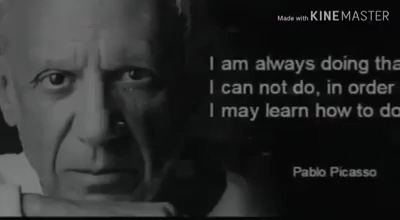 Made with KINEMASTER
I am always doing tha
I can not do, in order
I may learn how to do
Pablo Picasso